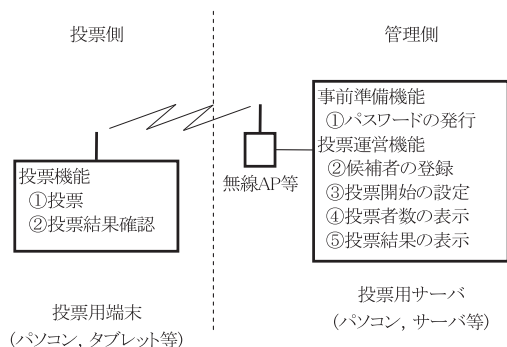 投票側
管理側
事前準備機能
①パスワードの発行
投票運営機能
②候補者の登録
③投票開始の設定
④投票者数の表示
⑤投票結果の表示
無線AP等
投票機能
①投票
②投票結果確認
投票用端末
(パソコン, タブレット等)
投票用サーバ
(パソコン, サーバ等)